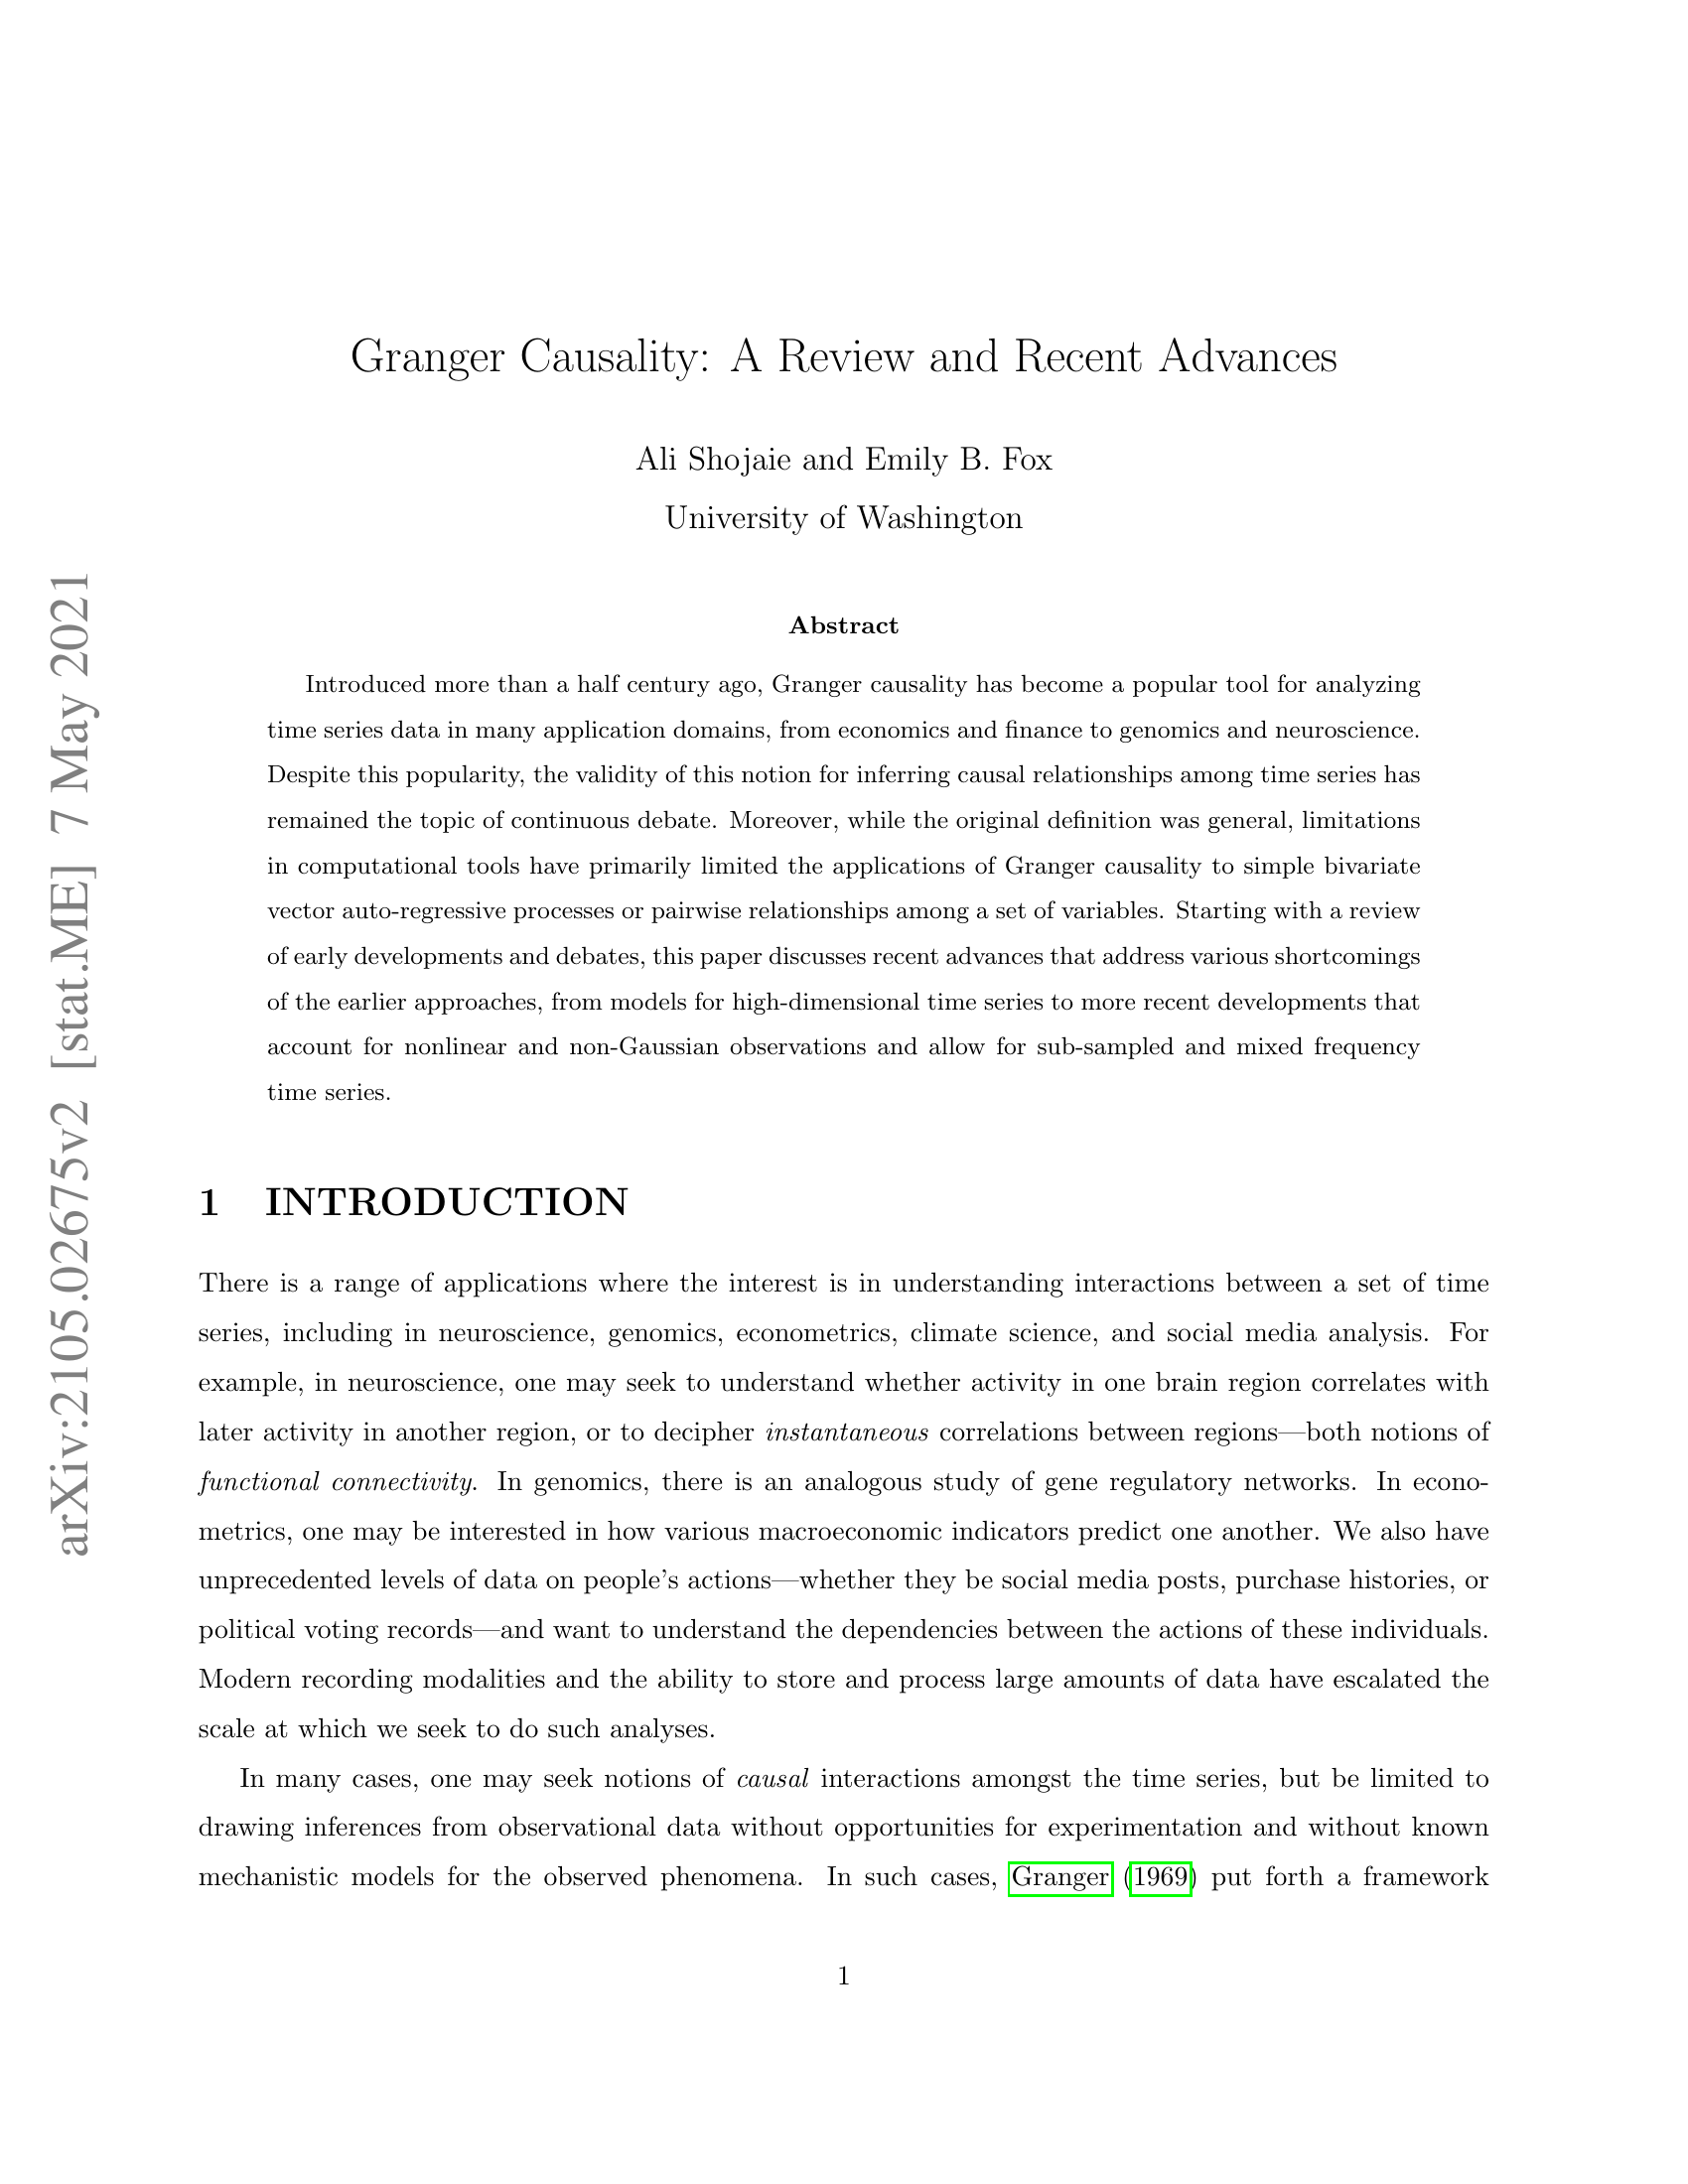 arXiv:2105.02675v2 [stat.ME] 7 May 2021
Granger Causality: A Review and Recent Advances
Ali Shojaie and Emily B. Fox
University of Washington
Abstract
Introduced more than a half century ago, Granger causality has become a popular tool for analyzing
time series data in many application domains, from economics and finance to genomics and neuroscience.
Despite this popularity, the validity of this notion for inferring causal relationships among time series has
remained the topic of continuous debate. Moreover, while the original definition was general, limitations
in computational tools have primarily limited the applications of Granger causality to simple bivariate
vector auto-regressive processes or pairwise relationships among a set of variables. Starting with a review
of early developments and debates, this paper discusses recent advances that address various shortcomings
of the earlier approaches, from models for high-dimensional time series to more recent developments that
account for nonlinear and non-Gaussian observations and allow for sub-sampled and mixed frequency
time series.
1 INTRODUCTION
There is a range of applications where the interest is in understanding interactions between a set of time
series, including in neuroscience, genomics, econometrics, climate science, and social media analysis. For
example, in neuroscience, one may seek to understand whether activity in one brain region correlates with
later activity in another region, or to decipher instantaneous correlations between regions—both notions of
functional connectivity. In genomics, there is an analogous study of gene regulatory networks. In econo-
metrics, one may be interested in how various macroeconomic indicators predict one another. We also have
unprecedented levels of data on people's actions—whether they be social media posts, purchase histories, or
political voting records—and want to understand the dependencies between the actions of these individuals.
Modern recording modalities and the ability to store and process large amounts of data have escalated the
scale at which we seek to do such analyses.
In many cases, one may seek notions of causal interactions amongst the time series, but be limited to
drawing inferences from observational data without opportunities for experimentation and without known
mechanistic models for the observed phenomena. In such cases, Granger (1969) put forth a framework
1